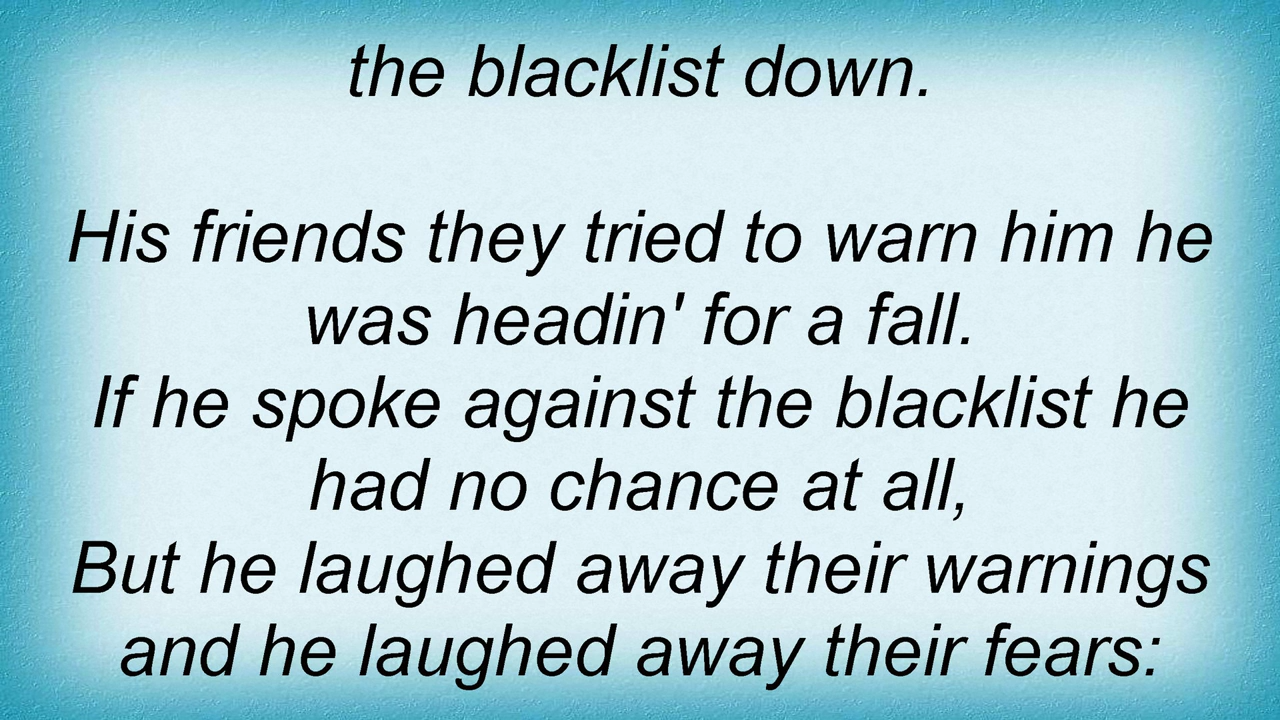 the blacklist down.
His friends they tried to warn him he
was headin' for a fall.
If he spoke against the blacklist he
had no chance at all,
But he laughed away their warnings
and he laughed away their fears: